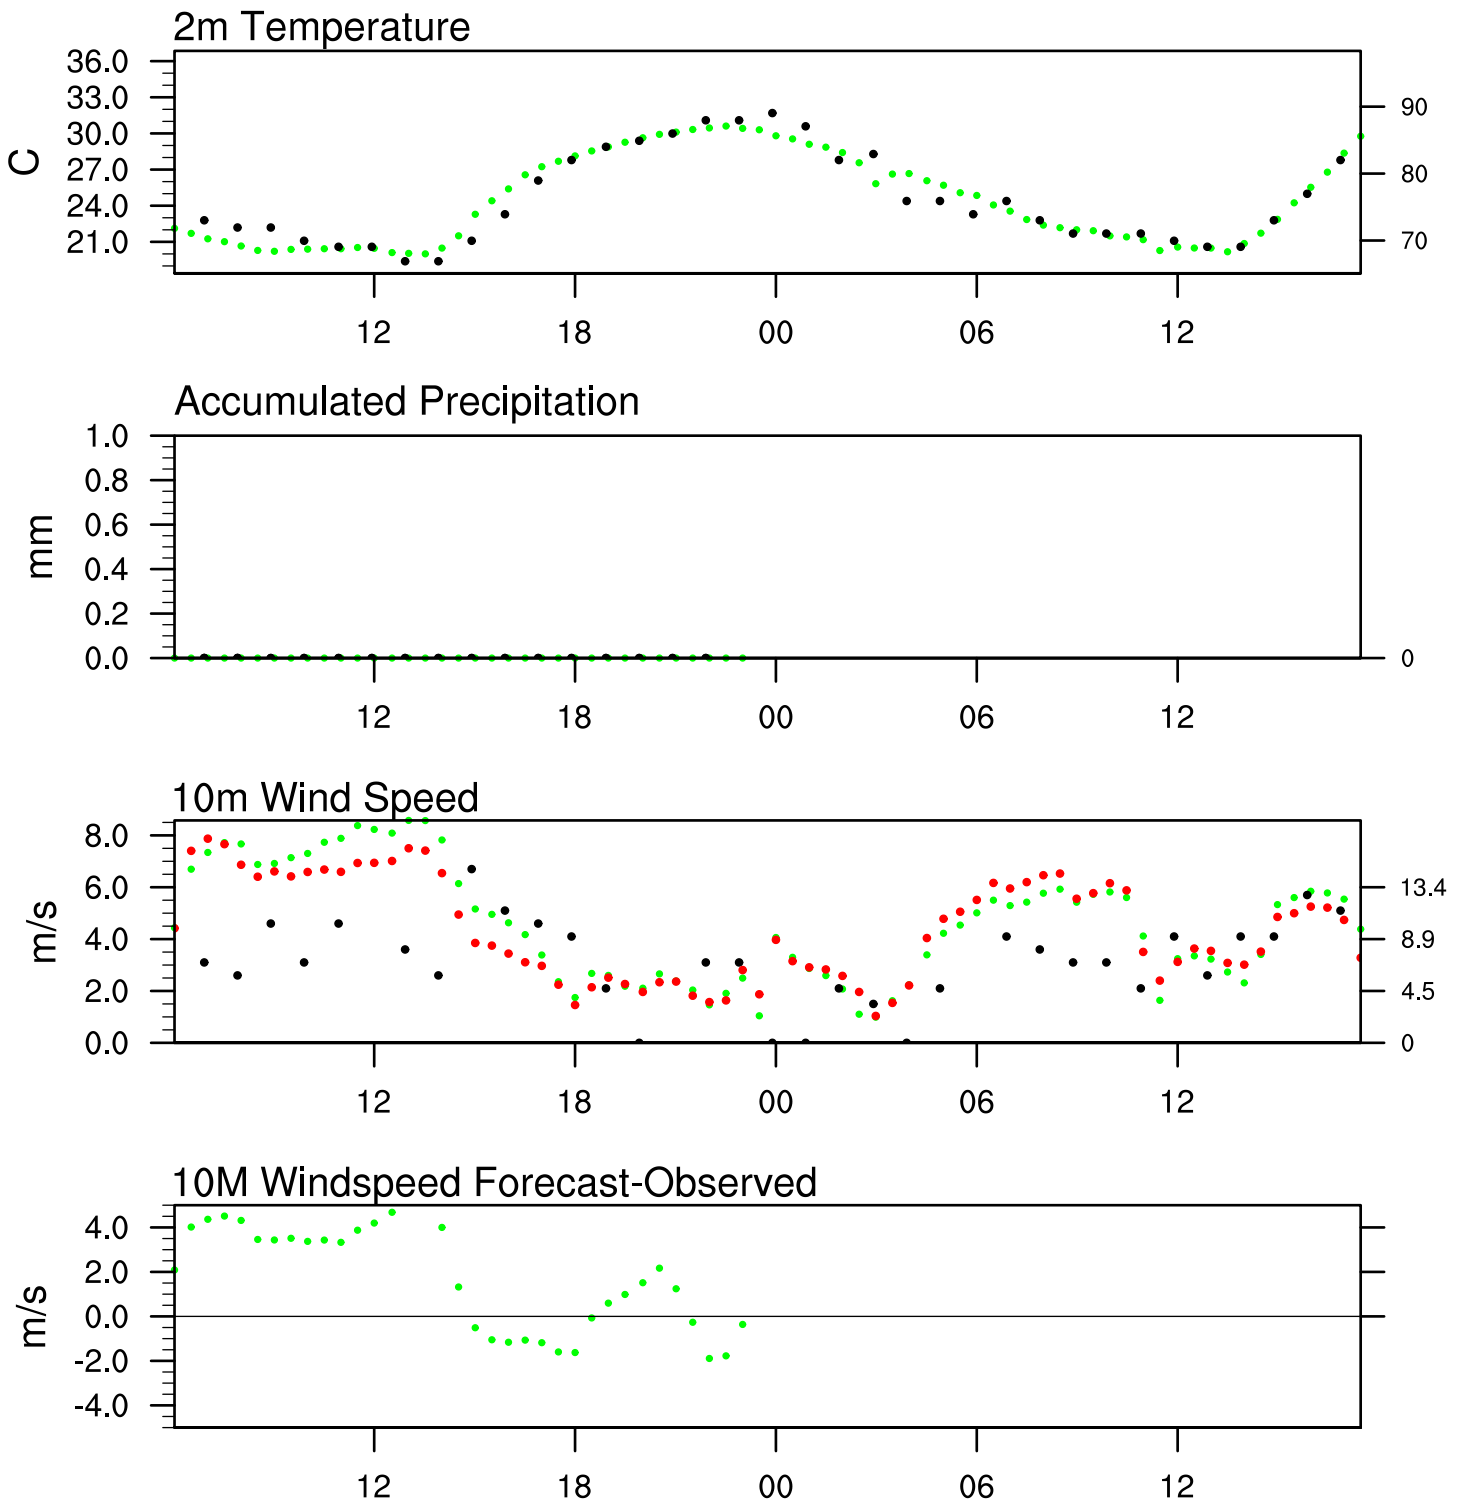 2m Temperature
36.0
33.0
30.0
27.0
24.0
21.0
C
90
80
70
12 18 00 06 12
Accumulated Precipitation
1.0
0.8
0.6
0.4
0.2
0.0
mm
0
12 18 00 06 12
10m Wind Speed
8.0
6.0
4.0
2.0
0.0
m/s
13.4
8.9
4.5
0
12 18 00 06 12
10M Windspeed Forecast-Observed
4.0
2.0
0.0
-2.0
-4.0
m/s
12 18 00 06 12